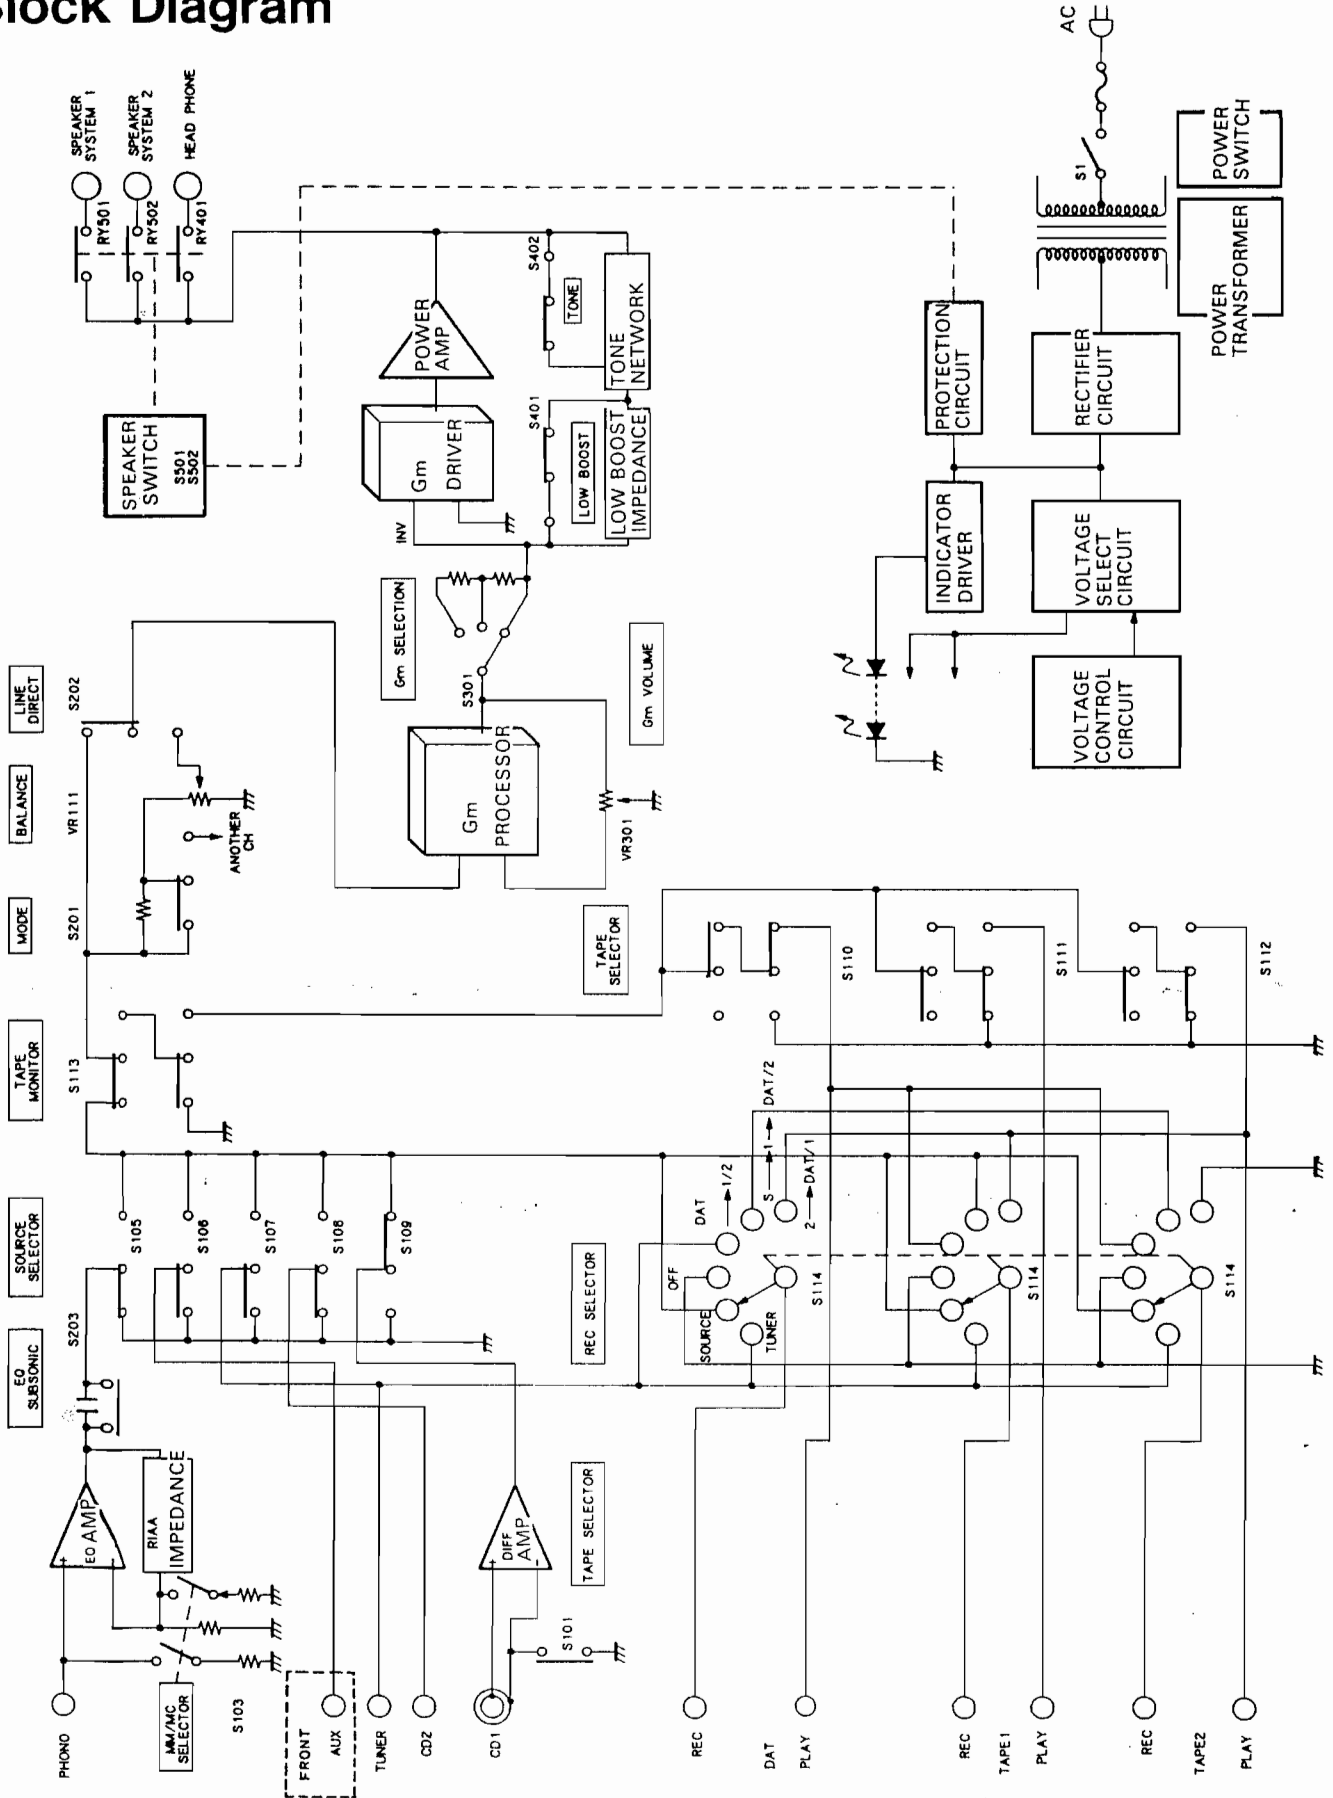 lock Diagram
AC
SPEAKER
SYSTEM 1
SPEAKER
SYSTEM 2
HEAD PHONE
RY501
RY502
RY401
SPEAKER
SWITCH
S501
S502
POWER
AMP
Gm
DRIVER
INV
S402
TONE
TONE
NETWORK
S401
LOW BOOST
LOW BOOST
IMPEDANCE
S1
POWER
SWITCH
POWER
TRANSFORMER
PROTECTION
CIRCUIT
RECTIFIER
CIRCUIT
INDICATOR
DRIVER
VOLTAGE
SELECT
CIRCUIT
VOLTAGE
CONTROL
CIRCUIT
LINE
DIRECT
S202
BALANCE
VR111
ANOTHER
CH
MODE
S201
Gm SELECTION
S301
Gm VOLUME
Gm
PROCESSOR
VR301
TAPE
MONITOR
S113
TAPE
SELECTOR
S110
S111
S112
SOURCE
SELECTOR
S105
S106
S107
S108
S109
EQ
SUBSONIC
S203
REC SELECTOR
DAT
1/2
S
1
DAT/2
2
DAT/1
OFF
SOURCE
TUNER
S114
S114
S114
EQ AMP
+
-
RIAA
IMPEDANCE
DIFF
AMP
+
-
TAPE SELECTOR
S101
MM/MC
SELECTOR
S103
PHONO
FRONT
AUX
TUNER
CD2
CD1
REC
DAT
PLAY
REC
TAPE1
PLAY
REC
TAPE2
PLAY